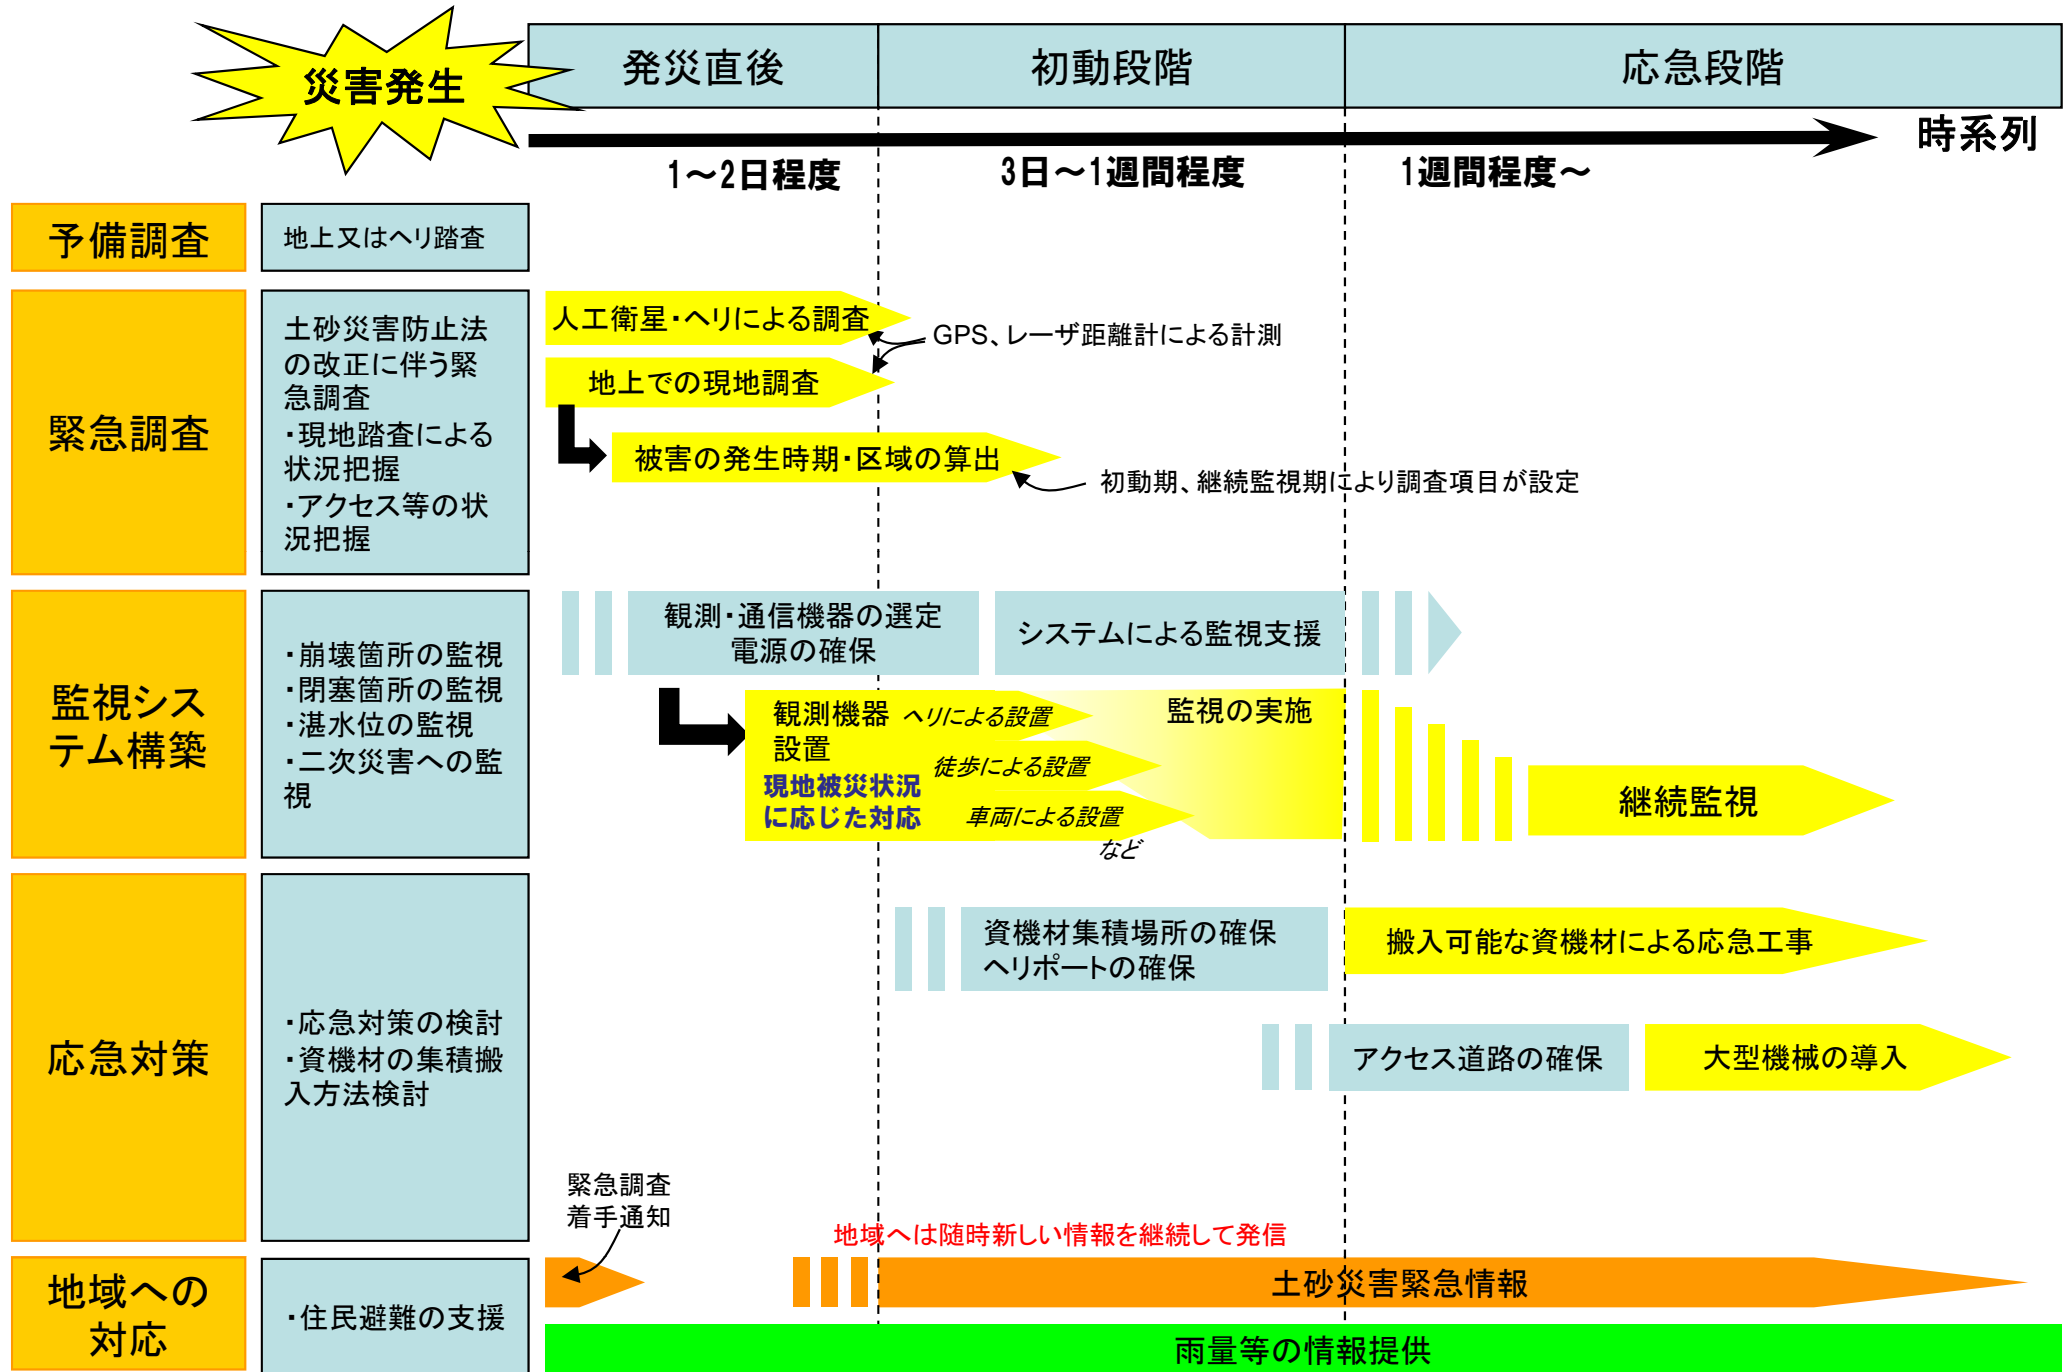 災害発生
発災直後
初動段階
応急段階
時系列
1～2日程度
3日～1週間程度
1週間程度～
予備調査
地上又はヘリ踏査
緊急調査
土砂災害防止法
の改正に伴う緊
急調査
・現地踏査による
状況把握
・アクセス等の状
況把握
人工衛星・ヘリによる調査
GPS、レーザ距離計による計測
地上での現地調査
被害の発生時期・区域の算出
初動期、継続監視期により調査項目が設定
監視シス
テム構築
・崩壊箇所の監視
・閉塞箇所の監視
・湛水位の監視
・二次災害への監
視
観測・通信機器の選定
電源の確保
システムによる監視支援
観測機器
設置
現地被災状況
に応じた対応
ヘリによる設置
徒歩による設置
車両による設置
など
監視の実施
継続監視
応急対策
・応急対策の検討
・資機材の集積搬
入方法検討
資機材集積場所の確保
ヘリポートの確保
搬入可能な資機材による応急工事
アクセス道路の確保
大型機械の導入
緊急調査
着手通知
地域へは随時新しい情報を継続して発信
地域への
対応
・住民避難の支援
土砂災害緊急情報
雨量等の情報提供